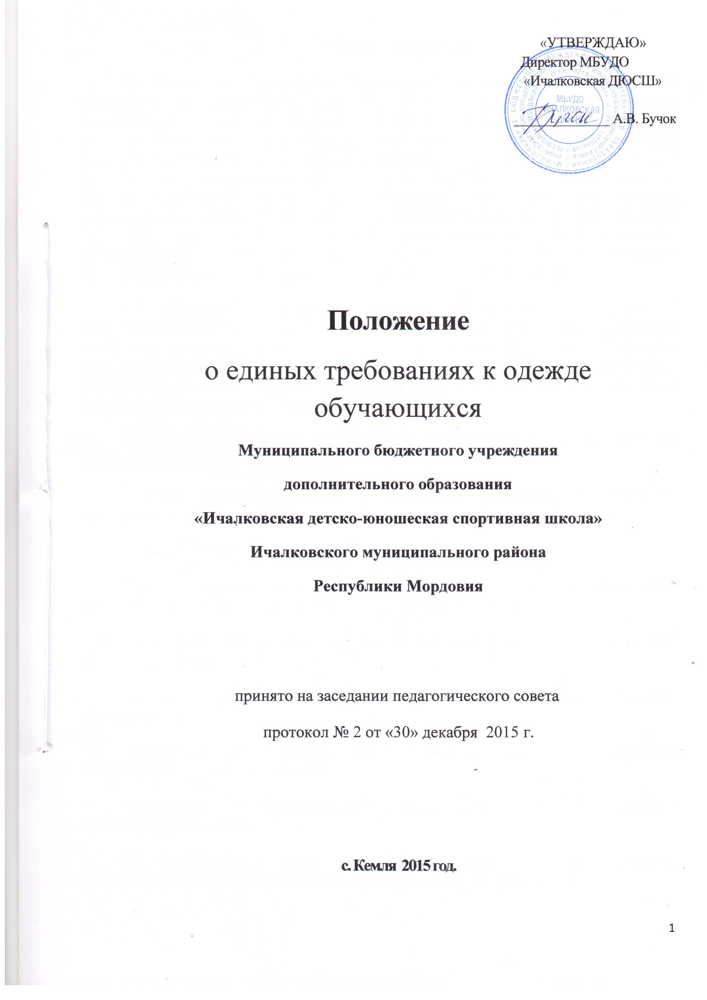 «УТВЕРЖДАЮ»
Директор МБУДО
«Ичалковская ДЮСШ»
МБУДО
ИЧАЛКОВСКАЯ
ДЮСШ
А.В. Бучок
Положение
о единых требованиях к одежде
обучающихся
Муниципального бюджетного учреждения
дополнительного образования
«Ичалковская детско-юношеская спортивная школа»
Ичалковского муниципального района
Республики Мордовия
принято на заседании педагогического совета
протокол № 2 от «30» декабря 2015 г.
с. Кемля 2015 год.
1